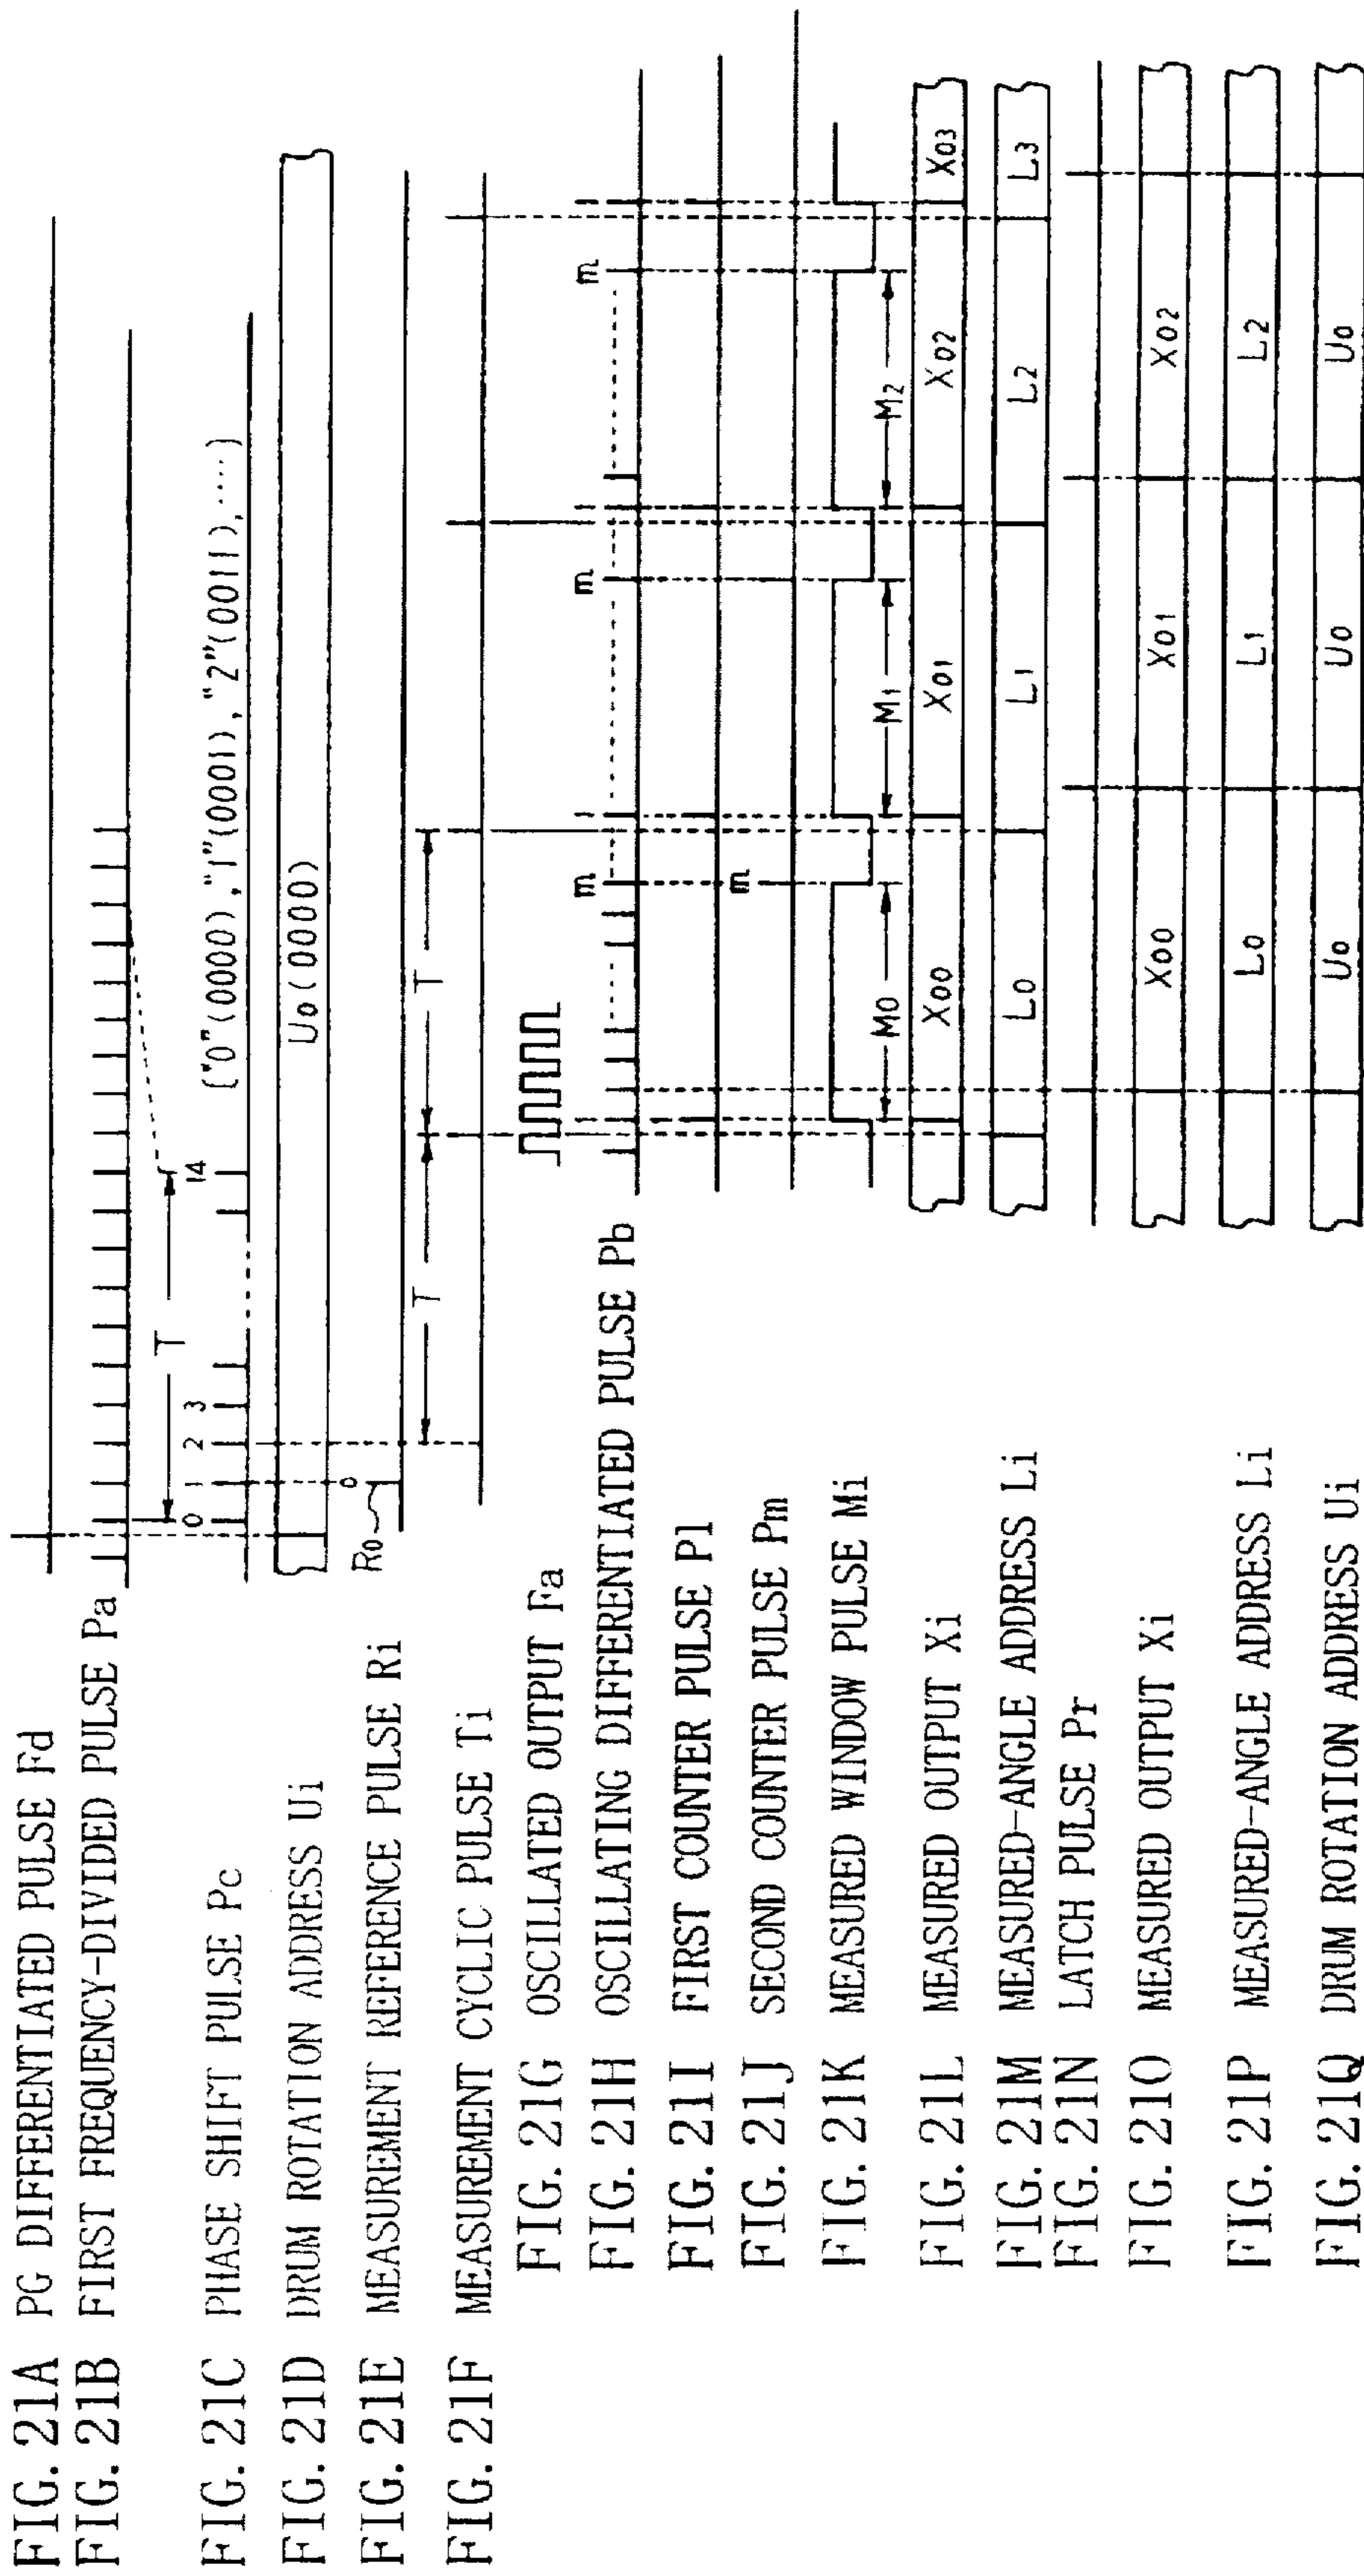 FIG. 21A PG DIFFERENTIATED PULSE Fd
FIG. 21B FIRST FREQUENCY-DIVIDED PULSE Pa
T
FIG. 21C PHASE SHIFT PULSE Pc
0 1 2 3 14 ("0"(0000),"1"(0001),"2"(0011),.....)
FIG. 21D DRUM ROTATION ADDRESS Ui
U0(0000)
FIG. 21E MEASUREMENT REFERENCE PULSE Ri
R0 0
T T
FIG. 21F MEASUREMENT CYCLIC PULSE Ti
FIG. 21G OSCILLATED OUTPUT Fa
FIG. 21H OSCILLATING DIFFERENTIATED PULSE Pb
1 m 1 m 1 m 1
FIG. 21I FIRST COUNTER PULSE Pl
FIG. 21J SECOND COUNTER PULSE Pm
m
FIG. 21K MEASURED WINDOW PULSE Mi
M0 M1 M2
FIG. 21L MEASURED OUTPUT Xi
X00 X01 X02 X03
FIG. 21M MEASURED-ANGLE ADDRESS Li
L0 L1 L2 L3
FIG. 21N LATCH PULSE Pr
FIG. 21O MEASURED OUTPUT Xi
X00 X01 X02
FIG. 21P MEASURED-ANGLE ADDRESS Li
L0 L1 L2
FIG. 21Q DRUM ROTATION ADDRESS Ui
U0 U0 U0